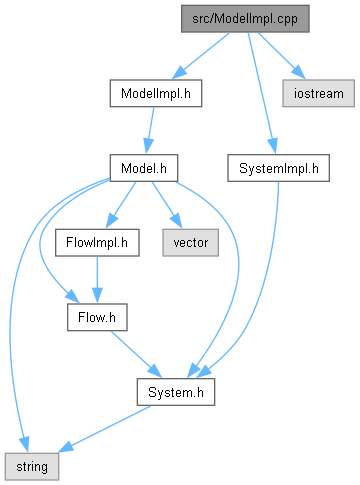 src/ModelImpl.cpp
ModelImpl.h
iostream
Model.h
SystemImpl.h
FlowImpl.h
vector
Flow.h
System.h
string